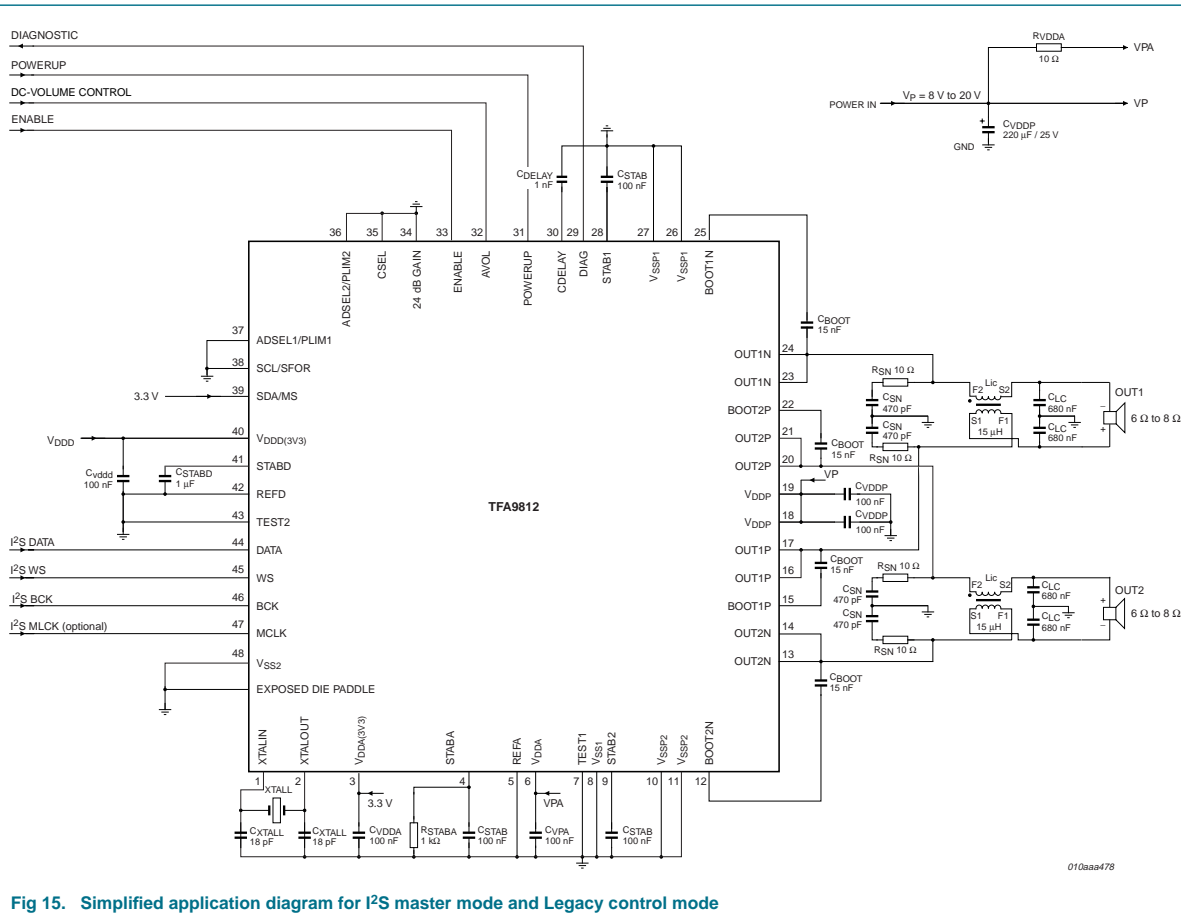 DIAGNOSTIC
POWERUP
DC-VOLUME CONTROL
ENABLE
RVDDA
10 Ω
VPA
POWER IN
VP = 8 V to 20 V
VP
CVDDP
220 μF / 25 V
GND
CDELAY
1 nF
CSTAB
100 nF
36
35
34
33
32
31
30
29
28
27
26
25
ADSEL2/PLIM2
CSEL
24 dB GAIN
ENABLE
AVOL
POWERUP
CDELAY
DIAG
STAB1
VSSP1
VSSP1
BOOT1N
37
ADSEL1/PLIM1
38
SCL/SFOR
3.3 V
39
SDA/MS
VDDD
40
VDDD(3V3)
Cvddd
100 nF
CSTABD
1 μF
41
STABD
42
REFD
43
TEST2
I2S DATA
44
DATA
I2S WS
45
WS
I2S BCK
46
BCK
I2S MLCK (optional)
47
MCLK
48
VSS2
EXPOSED DIE PADDLE
TFA9812
CBOOT
15 nF
OUT1N
24
OUT1N
23
BOOT2P
22
OUT2P
21
OUT2P
20
VDDP
19
VDDP
18
OUT1P
17
OUT1P
16
BOOT1P
15
OUT2N
14
OUT2N
13
CBOOT
15 nF
VP
CVDDP
100 nF
CVDDP
100 nF
CBOOT
15 nF
CBOOT
15 nF
RSN 10 Ω
CSN
470 pF
CSN
470 pF
RSN 10 Ω
F2 Lic S2
S1 F1
15 μH
CLC
680 nF
CLC
680 nF
OUT1
–
+
6 Ω to 8 Ω
RSN 10 Ω
CSN
470 pF
CSN
470 pF
RSN 10 Ω
F2 Lic S2
S1 F1
15 μH
CLC
680 nF
CLC
680 nF
OUT2
+
–
6 Ω to 8 Ω
XTALIN
XTALOUT
VDDA(3V3)
STABA
REFA
VDDA
TEST1
VSS1
STAB2
VSSP2
VSSP2
BOOT2N
1
2
3
4
5
6
7
8
9
10
11
12
XTALL
3.3 V
VPA
CXTALL
18 pF
CXTALL
18 pF
CVDDA
100 nF
RSTABA
1 kΩ
CSTAB
100 nF
CVPA
100 nF
CSTAB
100 nF
010aaa478
Fig 15. Simplified application diagram for I2S master mode and Legacy control mode